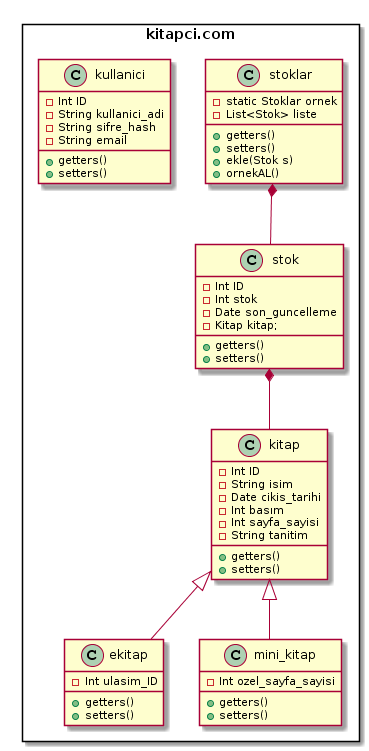 kitapci.com
C kullanici
Int ID
String kullanici_adi
String sifre_hash
String email
getters()
setters()
C stoklar
static Stoklar ornek
List<Stok> liste
getters()
setters()
ekle(Stok s)
ornekAL()
C stok
Int ID
Int stok
Date son_guncelleme
Kitap kitap;
getters()
setters()
C kitap
Int ID
String isim
Date cikis_tarihi
Int basım
Int sayfa_sayisi
String tanitim
getters()
setters()
C ekitap
Int ulasim_ID
getters()
setters()
C mini_kitap
Int ozel_sayfa_sayisi
getters()
setters()